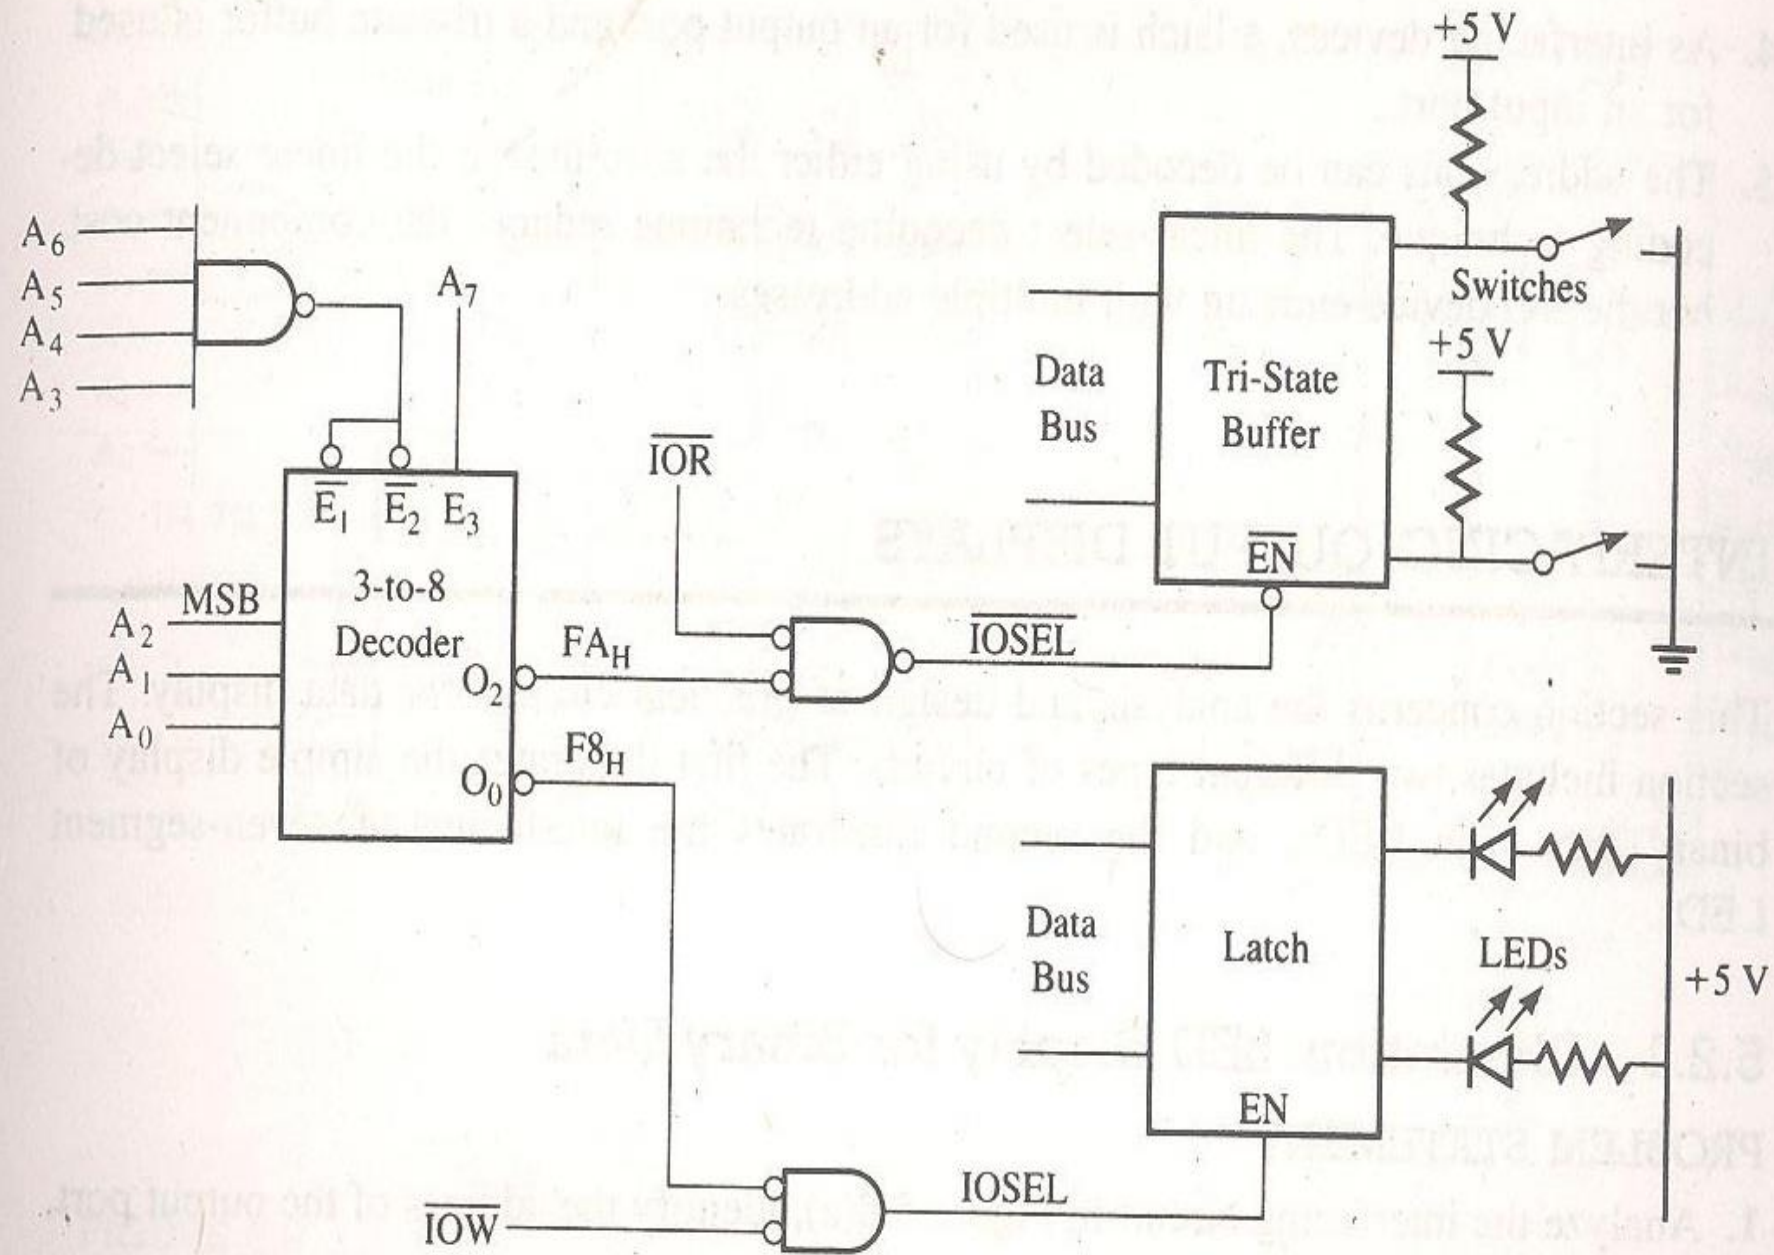 +5 V
A6
A5
A4
A3
A7
Switches
+5 V
Data
Bus
Tri-State
Buffer
IOR
E1 E2 E3
EN
3-to-8
Decoder
MSB
A2
A1
A0
O2
FAH
IOSEL
O0
F8H
Data
Bus
Latch
LEDs
+5 V
EN
IOSEL
IOW